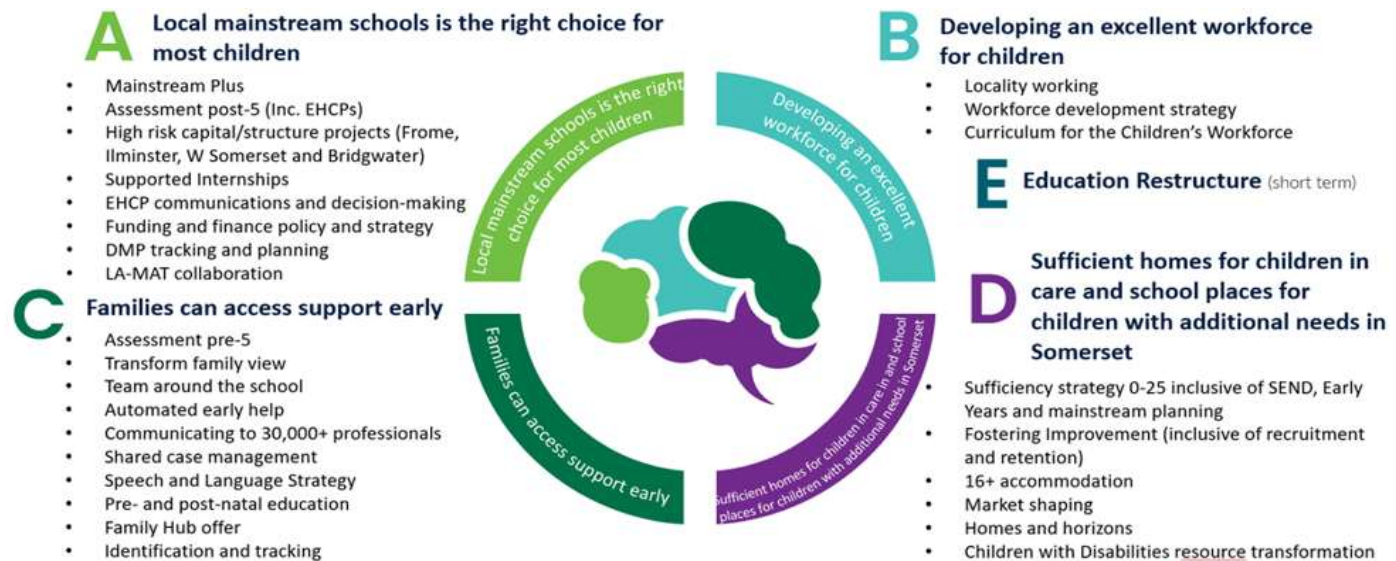 A
Local mainstream schools is the right choice for
most children
• Mainstream Plus
• Assessment post-5 (Inc. EHCPs)
• High risk capital/structure projects (Frome,
Ilminster, W Somerset and Bridgwater)
• Supported Internships
• EHCP communications and decision-making
• Funding and finance policy and strategy
• DMP tracking and planning
• LA-MAT collaboration
B
Developing an excellent workforce
for children
• Locality working
• Workforce development strategy
• Curriculum for the Children's Workforce
E
Education Restructure (short term)
C
Families can access support early
• Assessment pre-5
• Transform family view
• Team around the school
• Automated early help
• Communicating to 30,000+ professionals
• Shared case management
• Speech and Language Strategy
• Pre- and post-natal education
• Family Hub offer
• Identification and tracking
D
Sufficient homes for children in
care and school places for
children with additional needs in
Somerset
• Sufficiency strategy 0-25 inclusive of SEND, Early
Years and mainstream planning
• Fostering Improvement (inclusive of recruitment
and retention)
• 16+ accommodation
• Market shaping
• Homes and horizons
• Children with Disabilities resource transformation
Local mainstream schools is the right
choice for most children
Developing an excellent
workforce for children
Families can access support early
Sufficient homes for children in care in and school
places for children with additional needs in Somerset